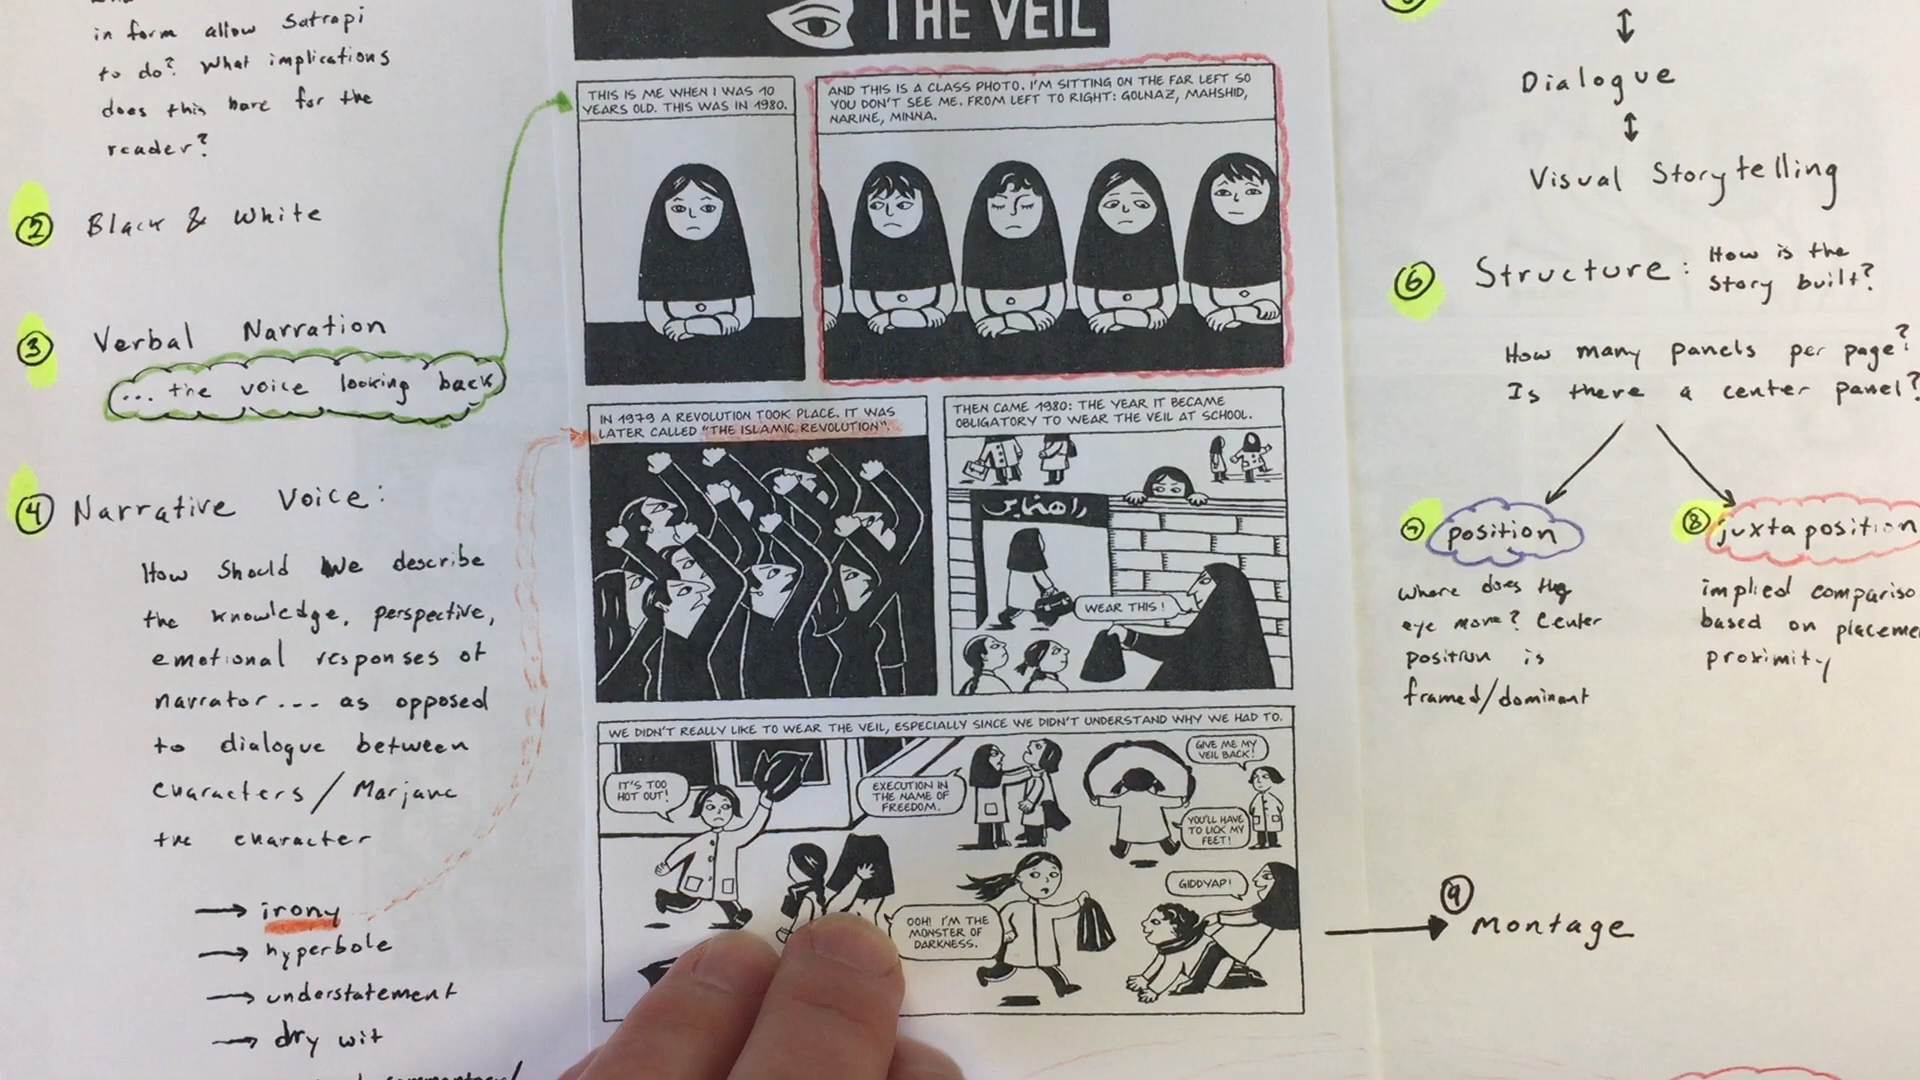 in form allow Satrapi
to do? What implications
does this have for the
reader?
② Black & White
③ Verbal Narration
... the voice looking back
④ Narrative Voice:
How should we describe
the knowledge, perspective,
emotional responses of
narrator... as opposed
to dialogue between
characters / Marjane
the character
→ irony
→ hyperbole
→ understatement
→ dry wit
THE VEIL
THIS IS ME WHEN I WAS 10
YEARS OLD. THIS WAS IN 1980.
AND THIS IS A CLASS PHOTO. I'M SITTING ON THE FAR LEFT SO
YOU DON'T SEE ME. FROM LEFT TO RIGHT: GOLNAZ, MAHSHID,
NARINE, MINNA.
IN 1979 A REVOLUTION TOOK PLACE. IT WAS
LATER CALLED "THE ISLAMIC REVOLUTION".
THEN CAME 1980: THE YEAR IT BECAME
OBLIGATORY TO WEAR THE VEIL AT SCHOOL.
WEAR THIS!
WE DIDN'T REALLY LIKE TO WEAR THE VEIL, ESPECIALLY SINCE WE DIDN'T UNDERSTAND WHY WE HAD TO.
IT'S TOO
HOT OUT!
EXECUTION IN
THE NAME OF
FREEDOM.
GIVE ME MY
VEIL BACK!
YOU'LL HAVE
TO LICK MY
FEET!
OOH! I'M THE
MONSTER OF
DARKNESS.
GIDDYAP!
↕
Dialogue
↕
Visual Storytelling
⑥ Structure: How is the
story built?
How many panels per page?
Is there a center panel?
⑦ position
where does the
eye move? Center
position is
framed/dominant
⑧ juxtaposition
implied
based on
proximity
→ ⑨ Montage